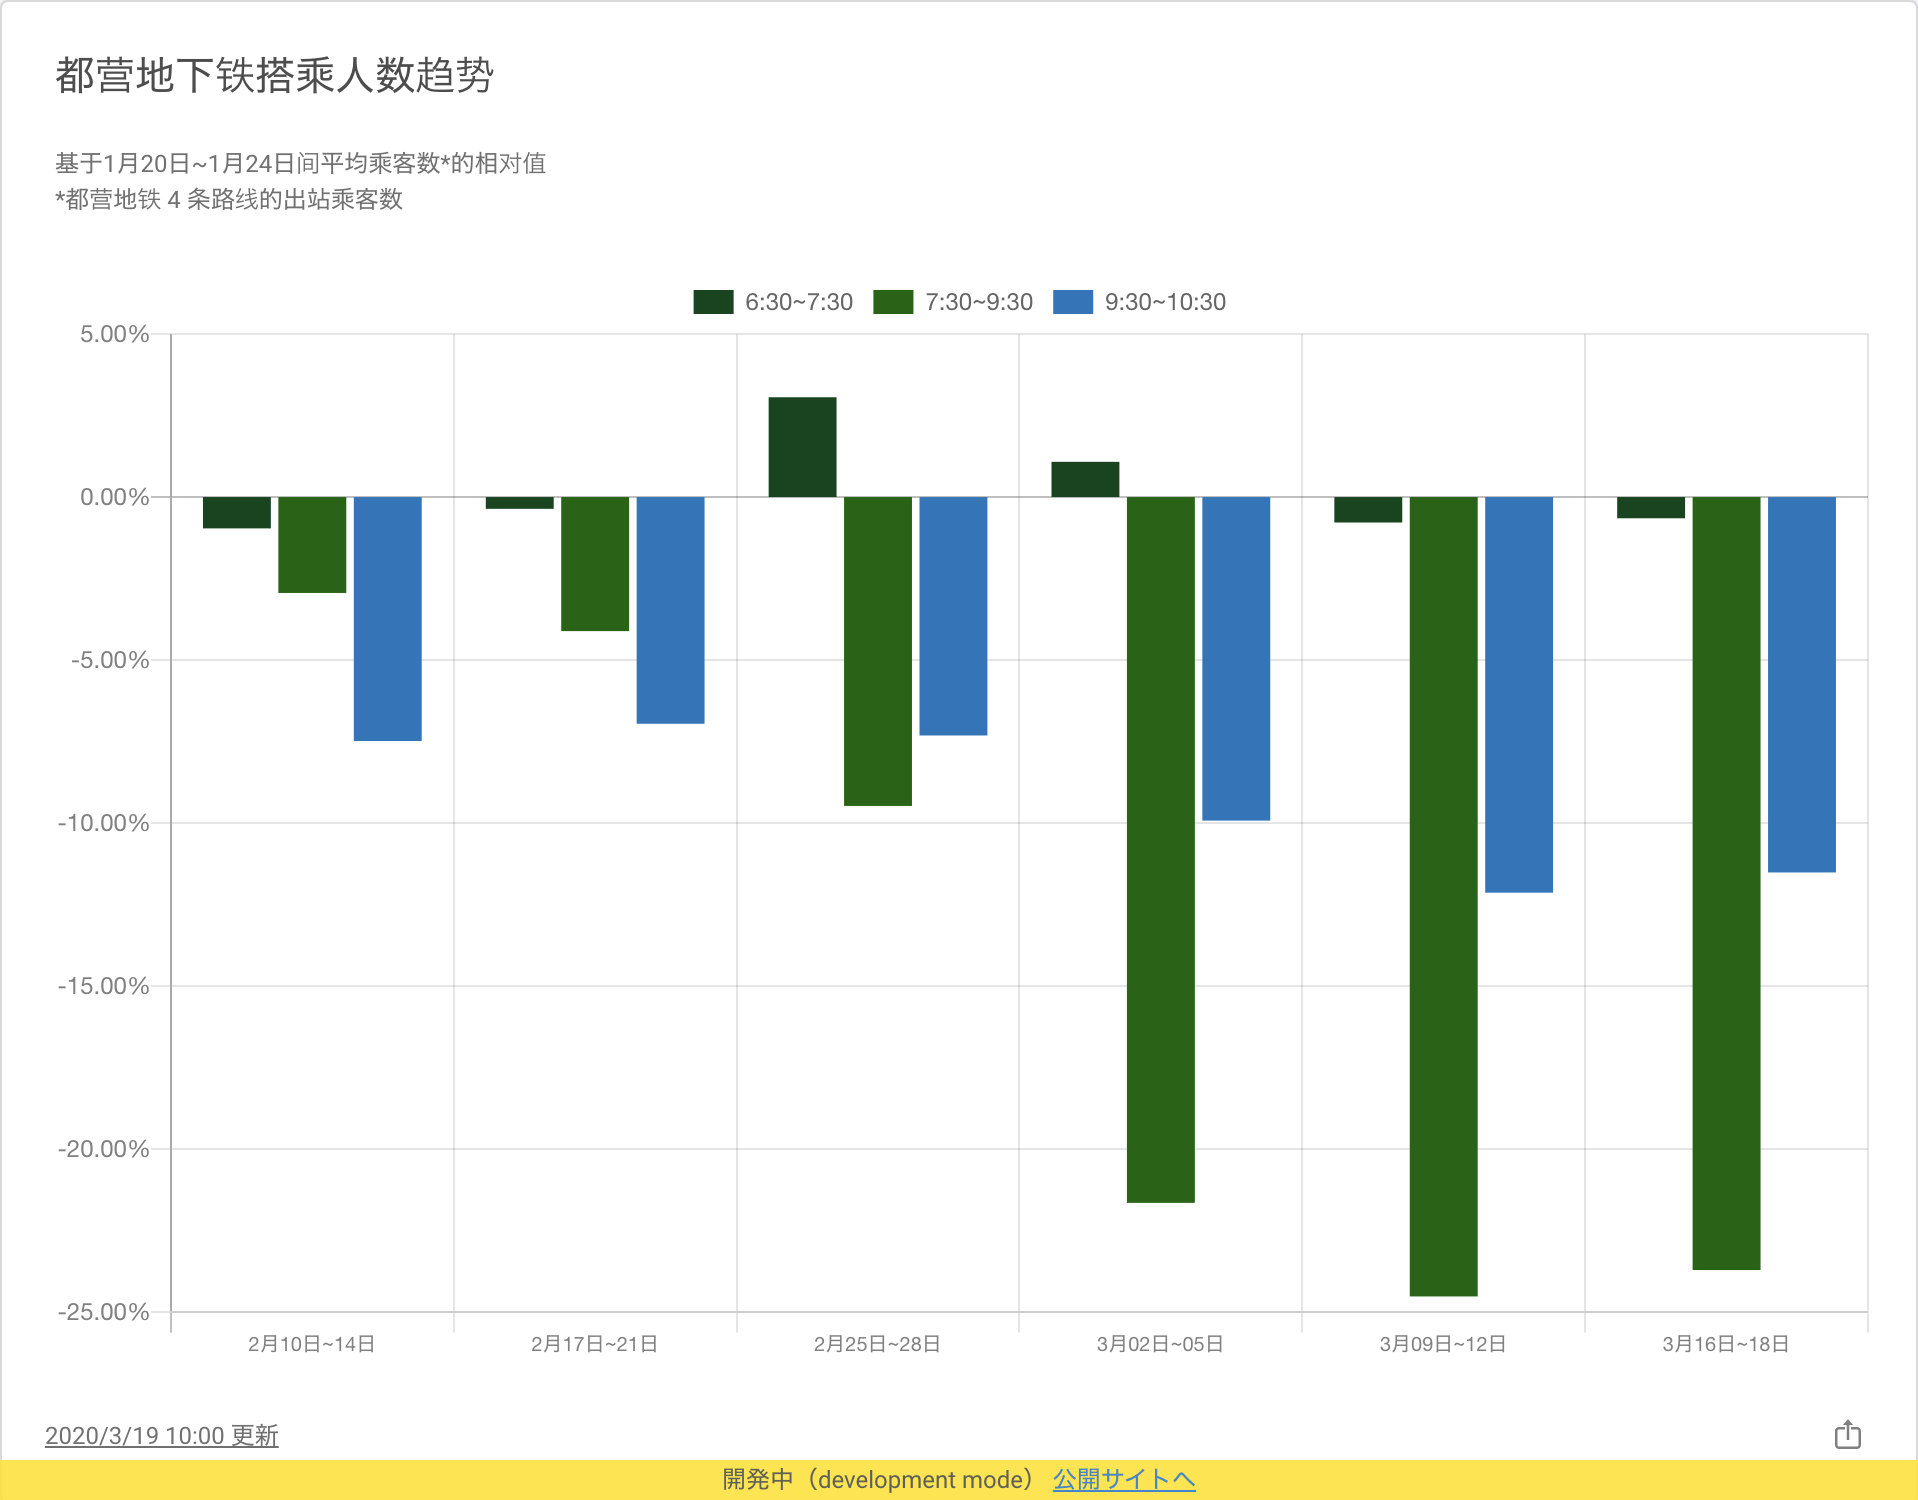 都营地下铁搭乘人数趋势
基于1月20日~1月24日间平均乘客数*的相对值
*都营地铁 4 条路线的出站乘客数
6:30~7:30 7:30~9:30 9:30~10:30
5.00%
0.00%
-5.00%
-10.00%
-15.00%
-20.00%
-25.00%
2月10日~14日 2月17日~21日 2月25日~28日 3月02日~05日 3月09日~12日 3月16日~18日
2020/3/19 10:00 更新
開発中（development mode） 公開サイトへ